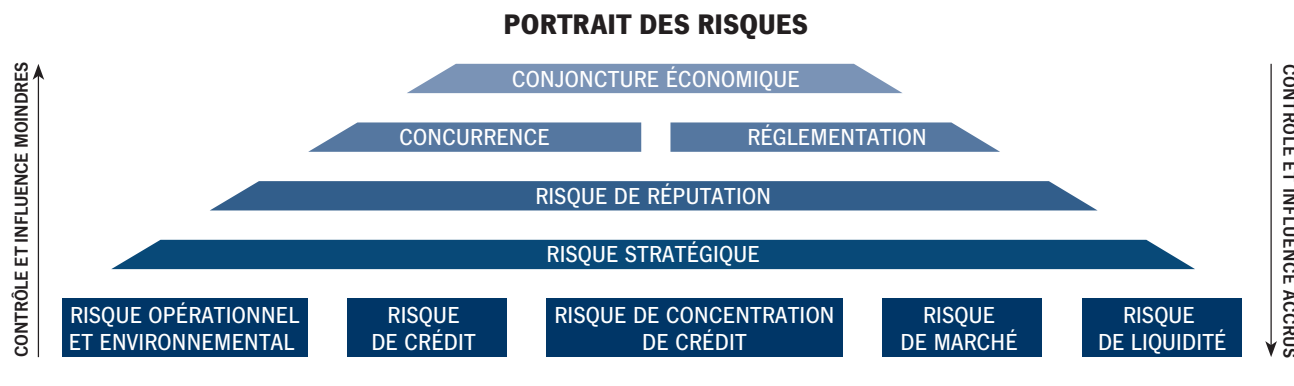 PORTRAIT DES RISQUES
CONTRÔLE ET INFLUENCE MOINDRES
CONJONCTURE ÉCONOMIQUE
CONCURRENCE
RÉGLEMENTATION
RISQUE DE RÉPUTATION
RISQUE STRATÉGIQUE
RISQUE OPÉRATIONNEL
ET ENVIRONNEMENTAL
RISQUE
DE CRÉDIT
RISQUE DE CONCENTRATION
DE CRÉDIT
RISQUE
DE MARCHÉ
RISQUE
DE LIQUIDITÉ
CONTRÔLE ET INFLUENCE ACCRUS